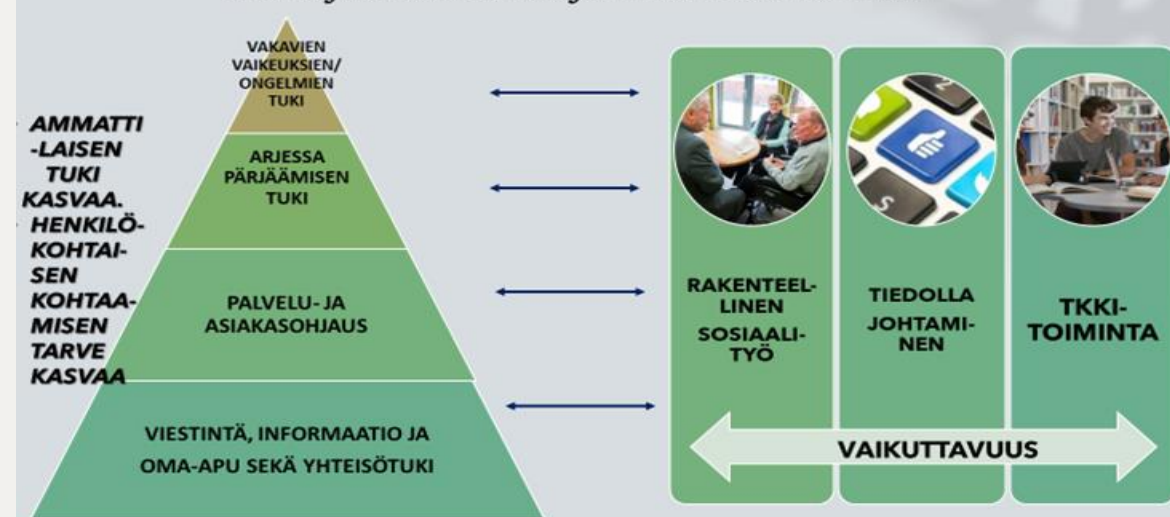 VAKAVIEN
VAIKEUKSIEN/
ONGELMIEN
TUKI
AMMATTI
-LAISEN
TUKI
KASVAA.
HENKILÖ-
KOHTAI-
SEN
KOHTAA-
MISEN
TARVE
KASVAA
ARJESSA
PÄRJÄÄMISEN
TUKI
PALVELU- JA
ASIAKASOHJAUS
VIESTINTÄ, INFORMAATIO JA
OMA-APU SEKÄ YHTEISÖTUKI
RAKENTEEL-
LINEN
SOSIAALI-
TYÖ
TIEDOLLA
JOHTAMI-
NEN
TKKI-
TOIMINTA
VAIKUTTAVUUS